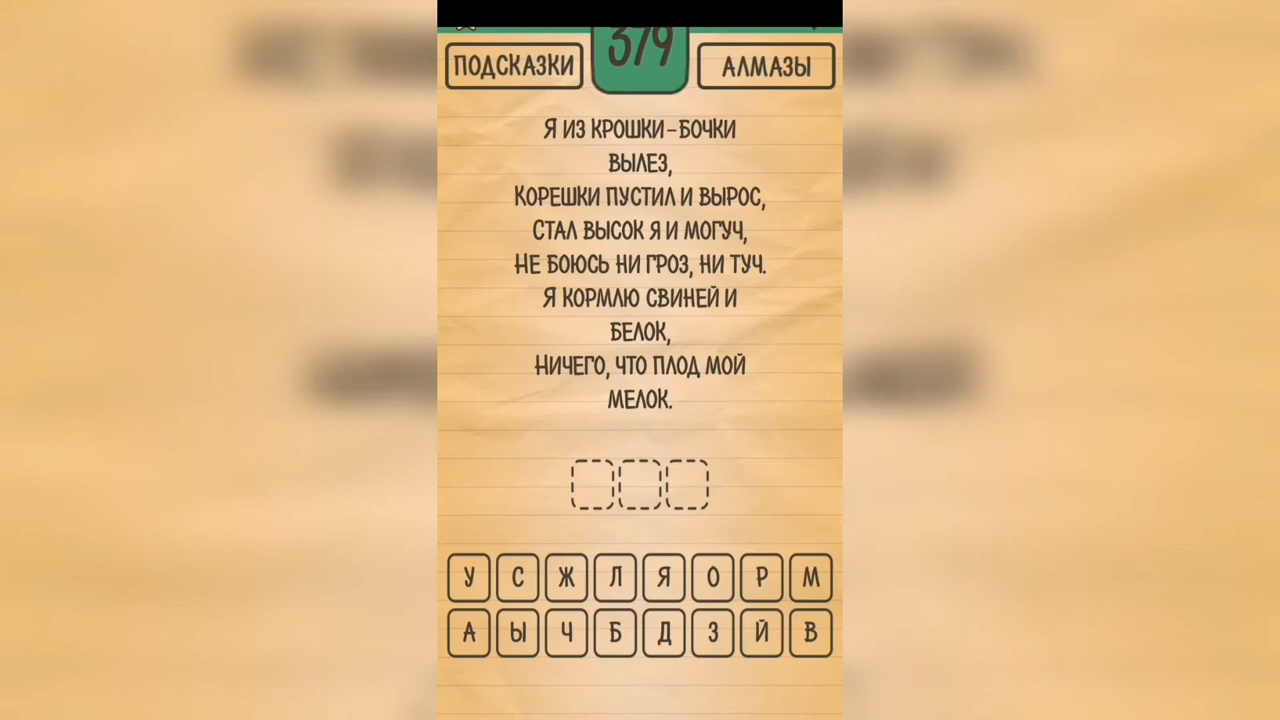 ПОДСКАЗКИ
379
АЛМАЗЫ
Я ИЗ КРОШКИ-БОЧКИ
ВЫЛЕЗ,
КОРЕШКИ ПУСТИЛ И ВЫРОС,
СТАЛ ВЫСОК Я И МОГУЧ,
НЕ БОЮСЬ НИ ГРОЗ, НИ ТУЧ.
Я КОРМЛЮ СВИНЕЙ И
БЕЛОК,
НИЧЕГО, ЧТО ПЛОД МОЙ
МЕЛОК.
У С Ж Л Я О Р М
А Ы Ч Б Д З Й В